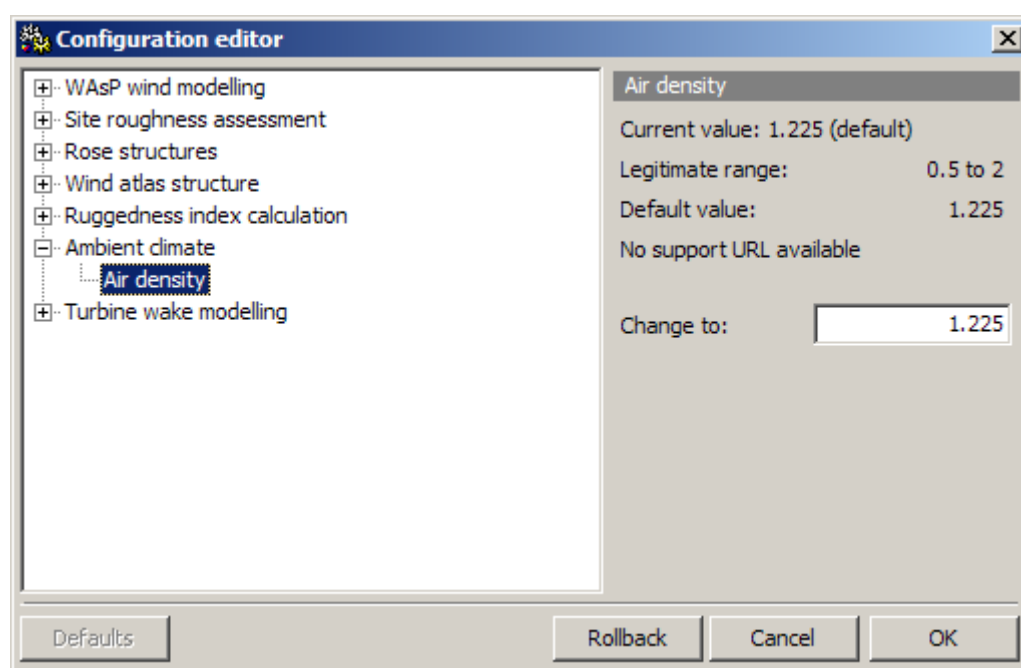 Configuration editor
WAsP wind modelling
Site roughness assessment
Rose structures
Wind atlas structure
Ruggedness index calculation
Ambient climate
Air density
Turbine wake modelling
Air density
Current value: 1.225 (default)
Legitimate range: 0.5 to 2
Default value: 1.225
No support URL available
Change to: 1.225
Defaults Rollback Cancel OK